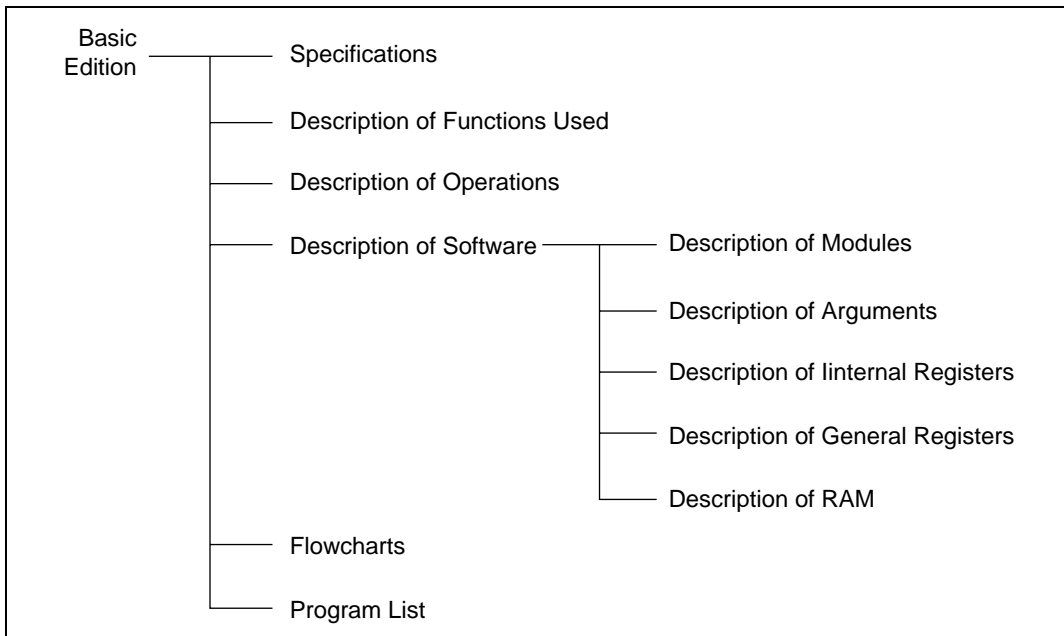 Basic
Edition
Specifications
Description of Functions Used
Description of Operations
Description of Software
Description of Modules
Description of Arguments
Description of Iinternal Registers
Description of General Registers
Description of RAM
Flowcharts
Program List